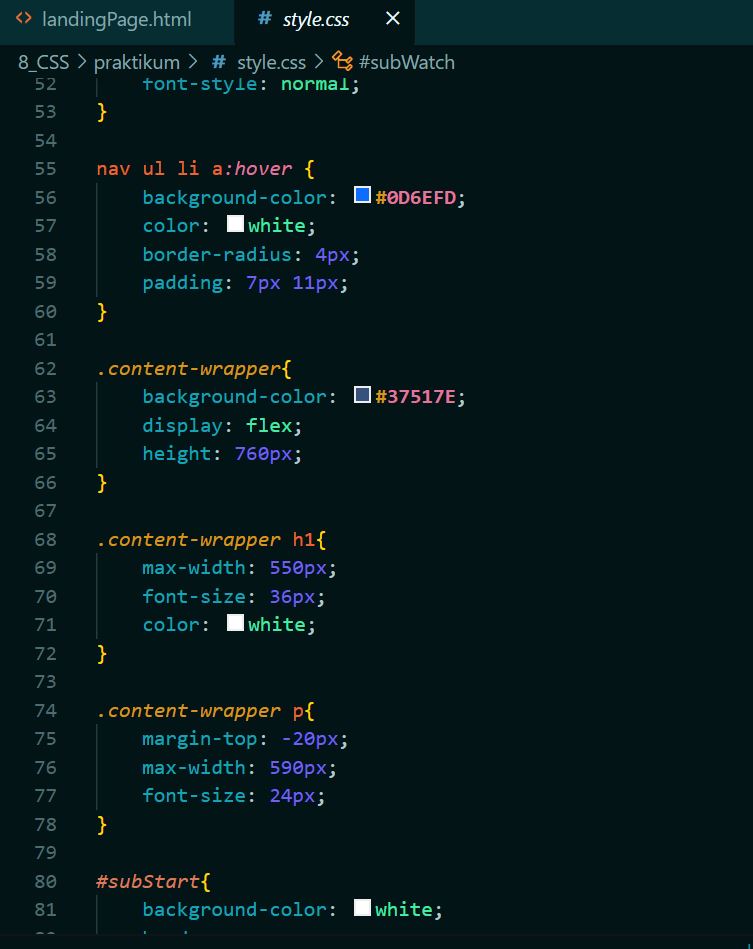 landingPage.html # style.css ×
8_CSS > praktikum > # style.css > #subWatch
52 font-style: normal;
53 }
54
55 nav ul li a:hover {
56 background-color: #0D6EFD;
57 color: white;
58 border-radius: 4px;
59 padding: 7px 11px;
60 }
61
62 .content-wrapper{
63 background-color: #37517E;
64 display: flex;
65 height: 760px;
66 }
67
68 .content-wrapper h1{
69 max-width: 550px;
70 font-size: 36px;
71 color: white;
72 }
73
74 .content-wrapper p{
75 margin-top: -20px;
76 max-width: 590px;
77 font-size: 24px;
78 }
79
80 #subStart{
81 background-color: white;